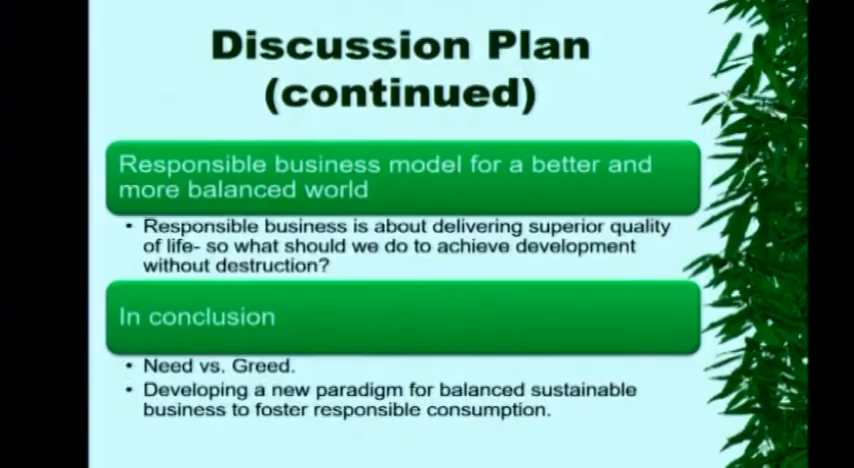 Discussion Plan
(continued)
Responsible business model for a better and
more balanced world
• Responsible business is about delivering superior quality
of life- so what should we do to achieve development
without destruction?
In conclusion
• Need vs. Greed.
• Developing a new paradigm for balanced sustainable
business to foster responsible consumption.